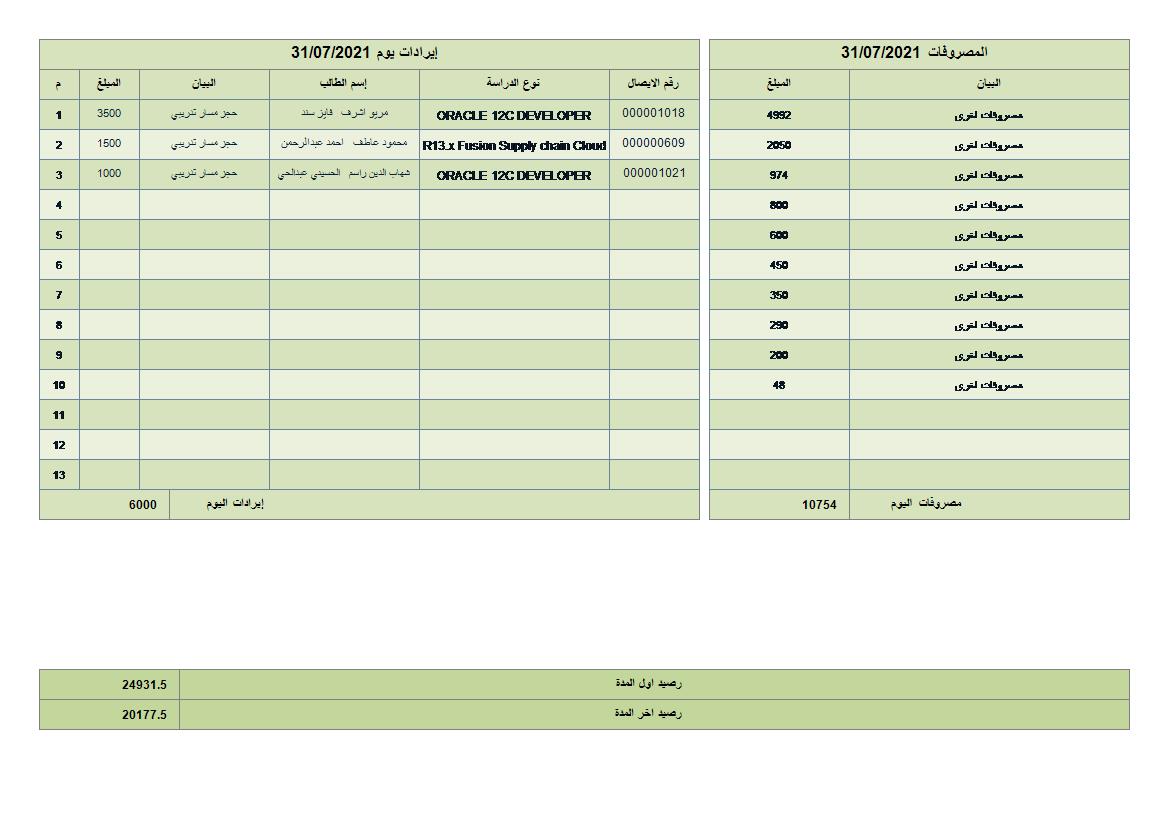 إيرادات يوم 31/07/2021
م المبلغ البيان إسم الطالب نوع الدراسة رقم الايصال
1 3500 حجز مسار تدريبي مريو اشرف فايز سند ORACLE 12C DEVELOPER 000001018
2 1500 حجز مسار تدريبي محمود عاطف احمد عبدالرحمن R13.x Fusion Supply chain Cloud 000000609
3 1000 حجز مسار تدريبي شهاب الدين راسم الحسيني عبدالحي ORACLE 12C DEVELOPER 000001021
4
5
6
7
8
9
10
11
12
13
6000 إيرادات اليوم
المصروفات 31/07/2021
المبلغ البيان
4992 مصروفات اخرى
2050 مصروفات اخرى
974 مصروفات اخرى
800 مصروفات اخرى
600 مصروفات اخرى
450 مصروفات اخرى
350 مصروفات اخرى
290 مصروفات اخرى
200 مصروفات اخرى
48 مصروفات اخرى
10754 مصروفات اليوم
24931.5 رصيد اول المدة
20177.5 رصيد اخر المدة